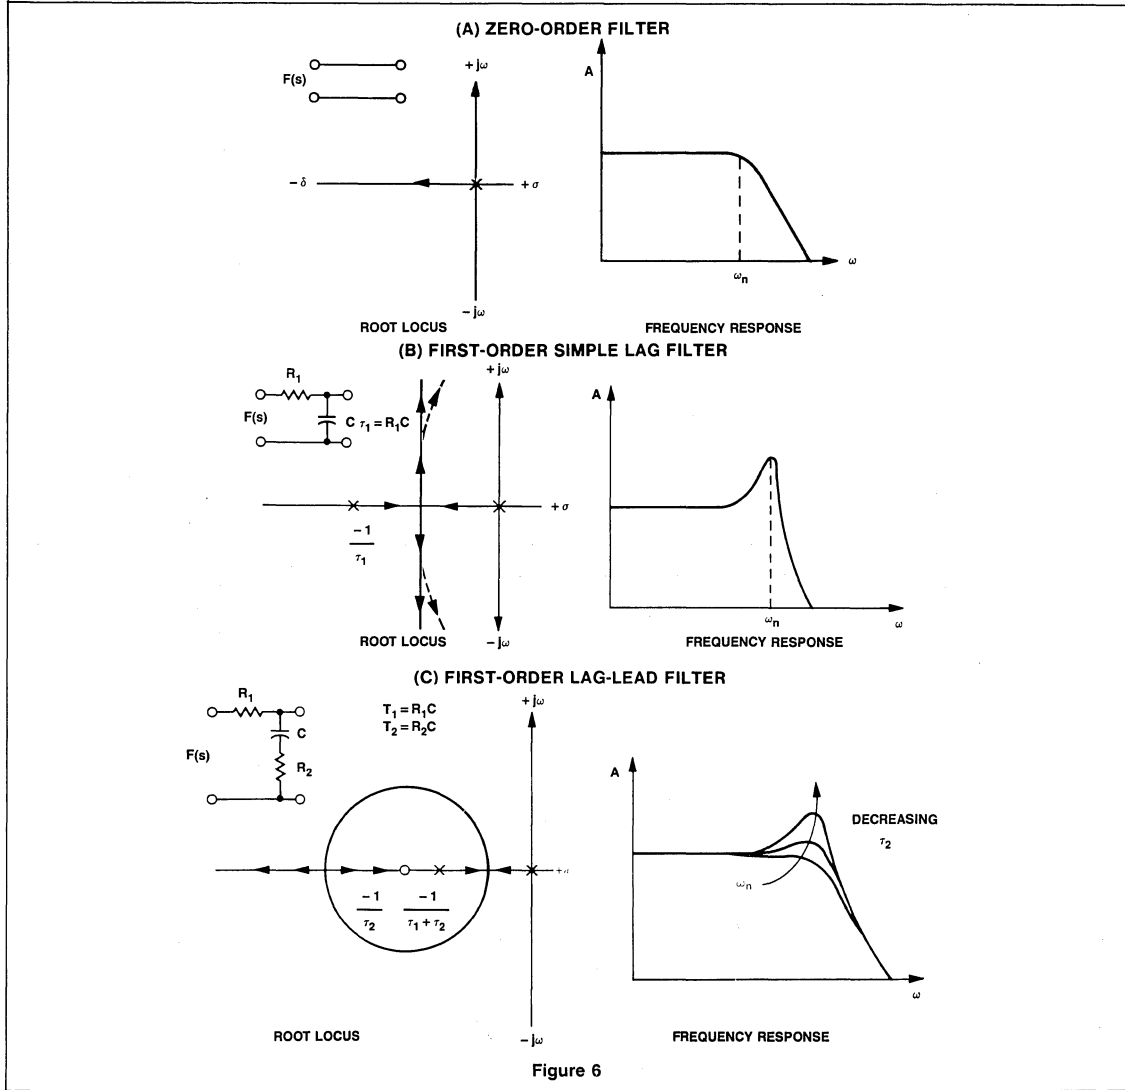 (A) ZERO-ORDER FILTER
F(s)
+ jω
− δ
+ σ
− jω
ROOT LOCUS
A
ωn
ω
FREQUENCY RESPONSE
(B) FIRST-ORDER SIMPLE LAG FILTER
R1
F(s)
C τ1 = R1C
+ jω
+ σ
−1
τ1
− jω
ROOT LOCUS
A
ωn
ω
FREQUENCY RESPONSE
(C) FIRST-ORDER LAG-LEAD FILTER
R1
C
F(s)
R2
T1 = R1C
T2 = R2C
+ jω
−1
τ2
−1
τ1 + τ2
− jω
ROOT LOCUS
A
DECREASING
τ2
ωn
ω
FREQUENCY RESPONSE
Figure 6